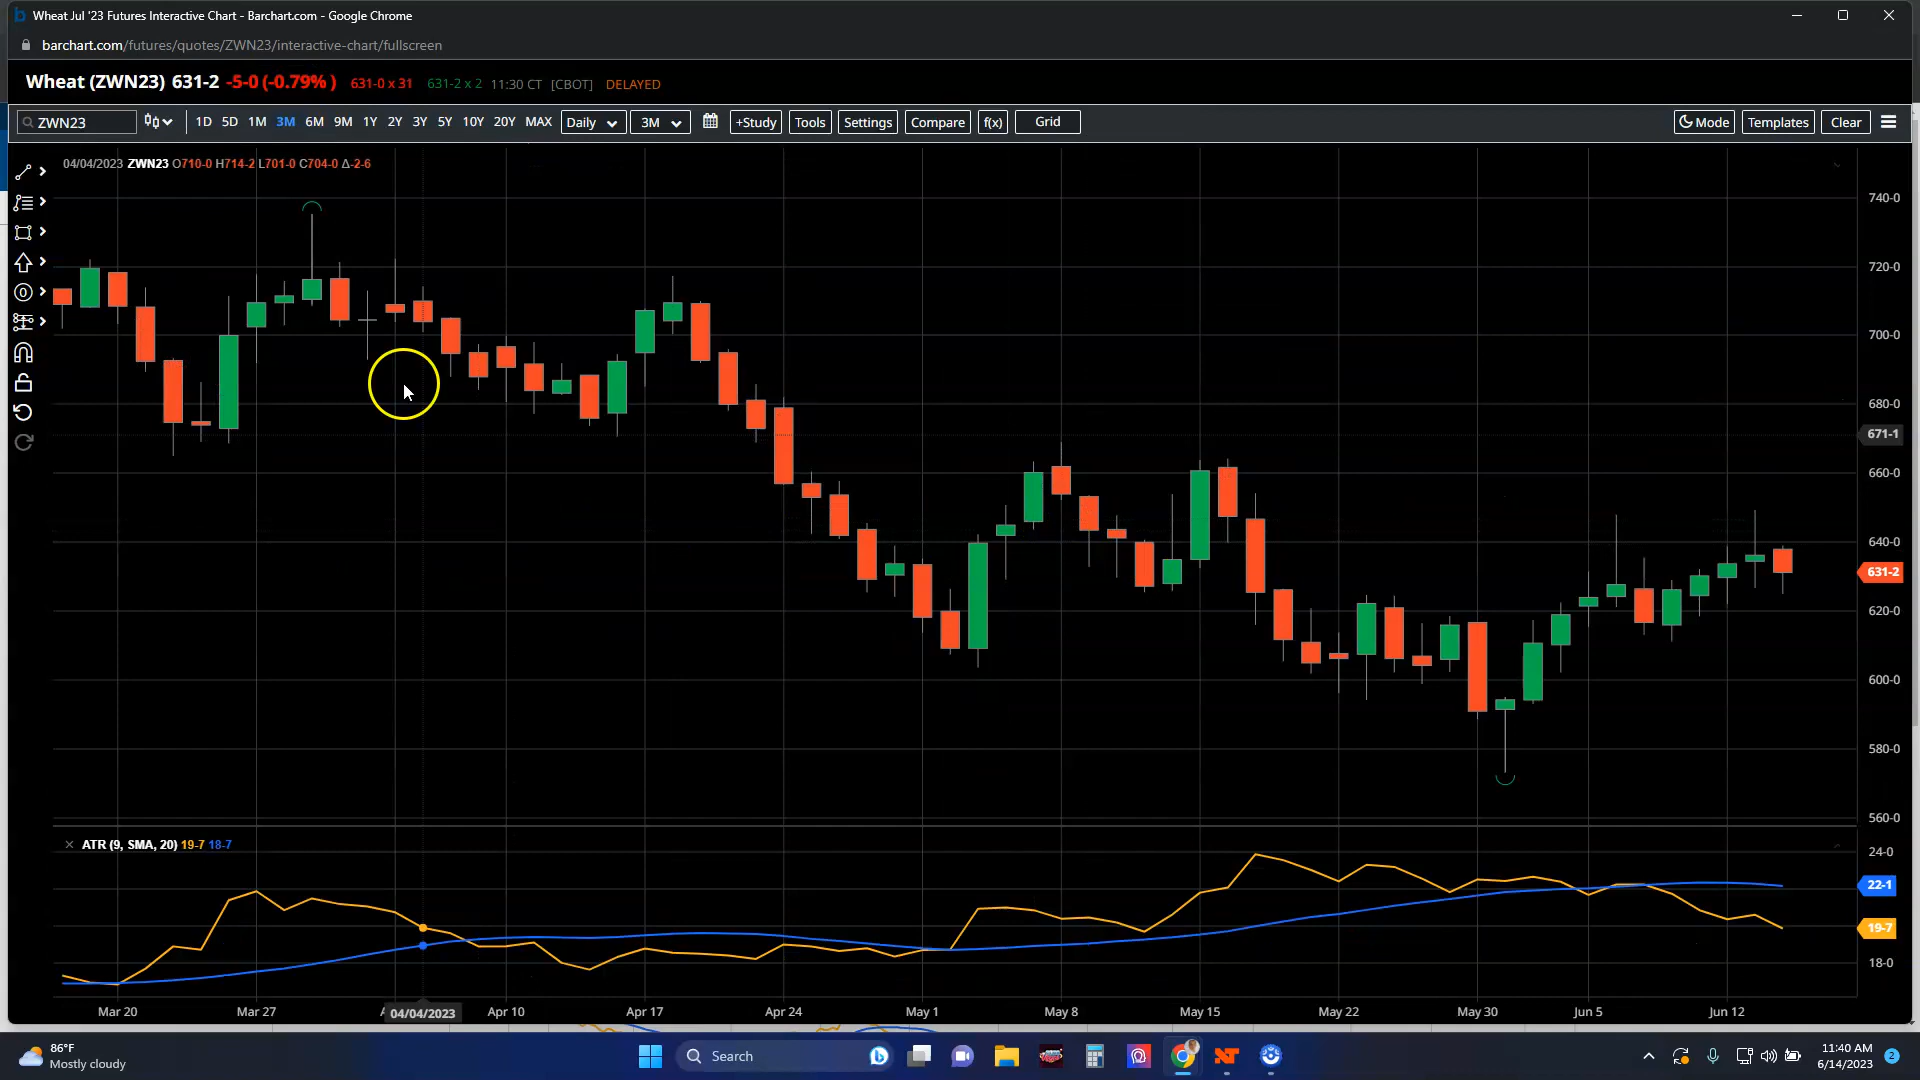 Wheat Jul '23 Futures Interactive Chart - Barchart.com - Google Chrome
barchart.com/futures/quotes/ZWN23/interactive-chart/fullscreen
Wheat (ZWN23) 631-2 -5-0 (-0.79% ) 631-0 x 31 631-2 x 2 11:30 CT [CBOT] DELAYED
ZWN23 1D 5D 1M 3M 6M 9M 1Y 2Y 3Y 5Y 10Y 20Y MAX Daily 3M +Study Tools Settings Compare f(x) Grid Mode Templates Clear
04/04/2023 ZWN23 O710-0 H714-2 L701-0 C704-0 Δ-2-6
740-0
720-0
700-0
680-0
671-1
660-0
640-0
631-2
620-0
600-0
580-0
560-0
ATR (9, SMA, 20) 19-7 18-7
24-0
22-1
19-7
18-0
Mar 20 Mar 27 04/04/2023 Apr 10 Apr 17 Apr 24 May 1 May 8 May 15 May 22 May 30 Jun 5 Jun 12
86°F
Mostly cloudy
Search
11:40 AM
6/14/2023
2